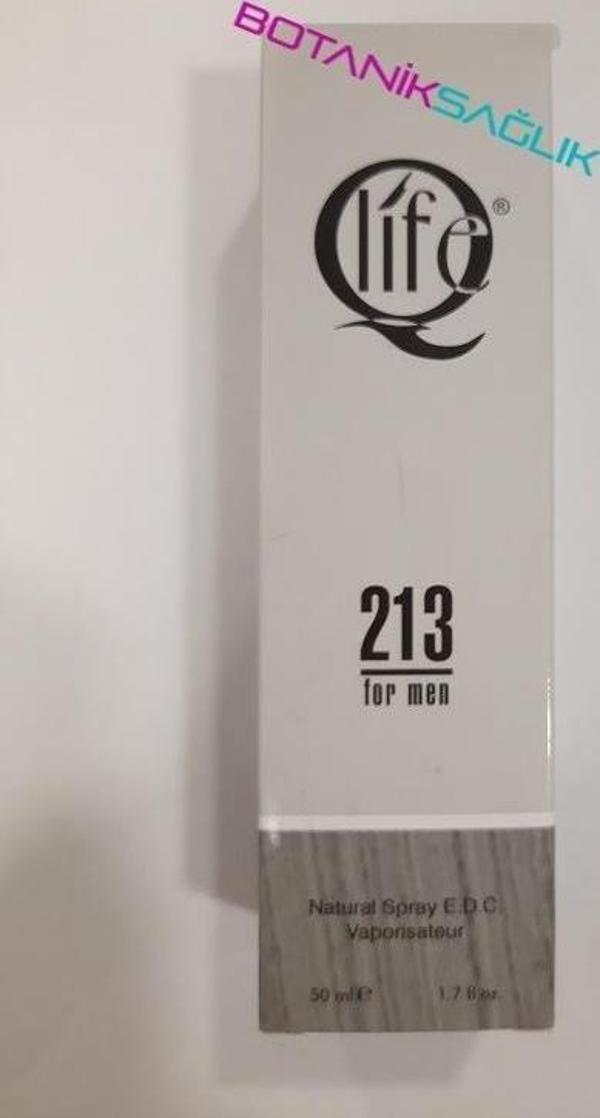 BOTANİKSAĞLIK
Qlife®
213
for men
Natural Spray E.D.C.
Vaporisateur
50 ml℮ 1.7 fl.oz.